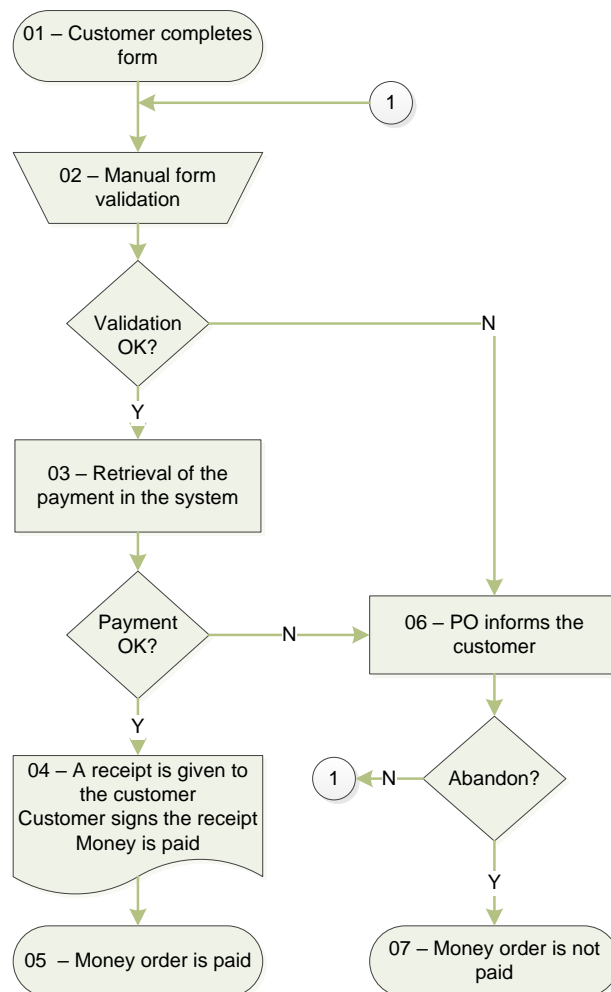 01 – Customer completes
form
1
02 – Manual form
validation
Validation
OK?
N
Y
03 – Retrieval of the
payment in the system
Payment
OK?
N
06 – PO informs the
customer
Y
04 – A receipt is given to
the customer
Customer signs the receipt
Money is paid
1
N
Abandon?
Y
05 – Money order is paid
07 – Money order is not
paid